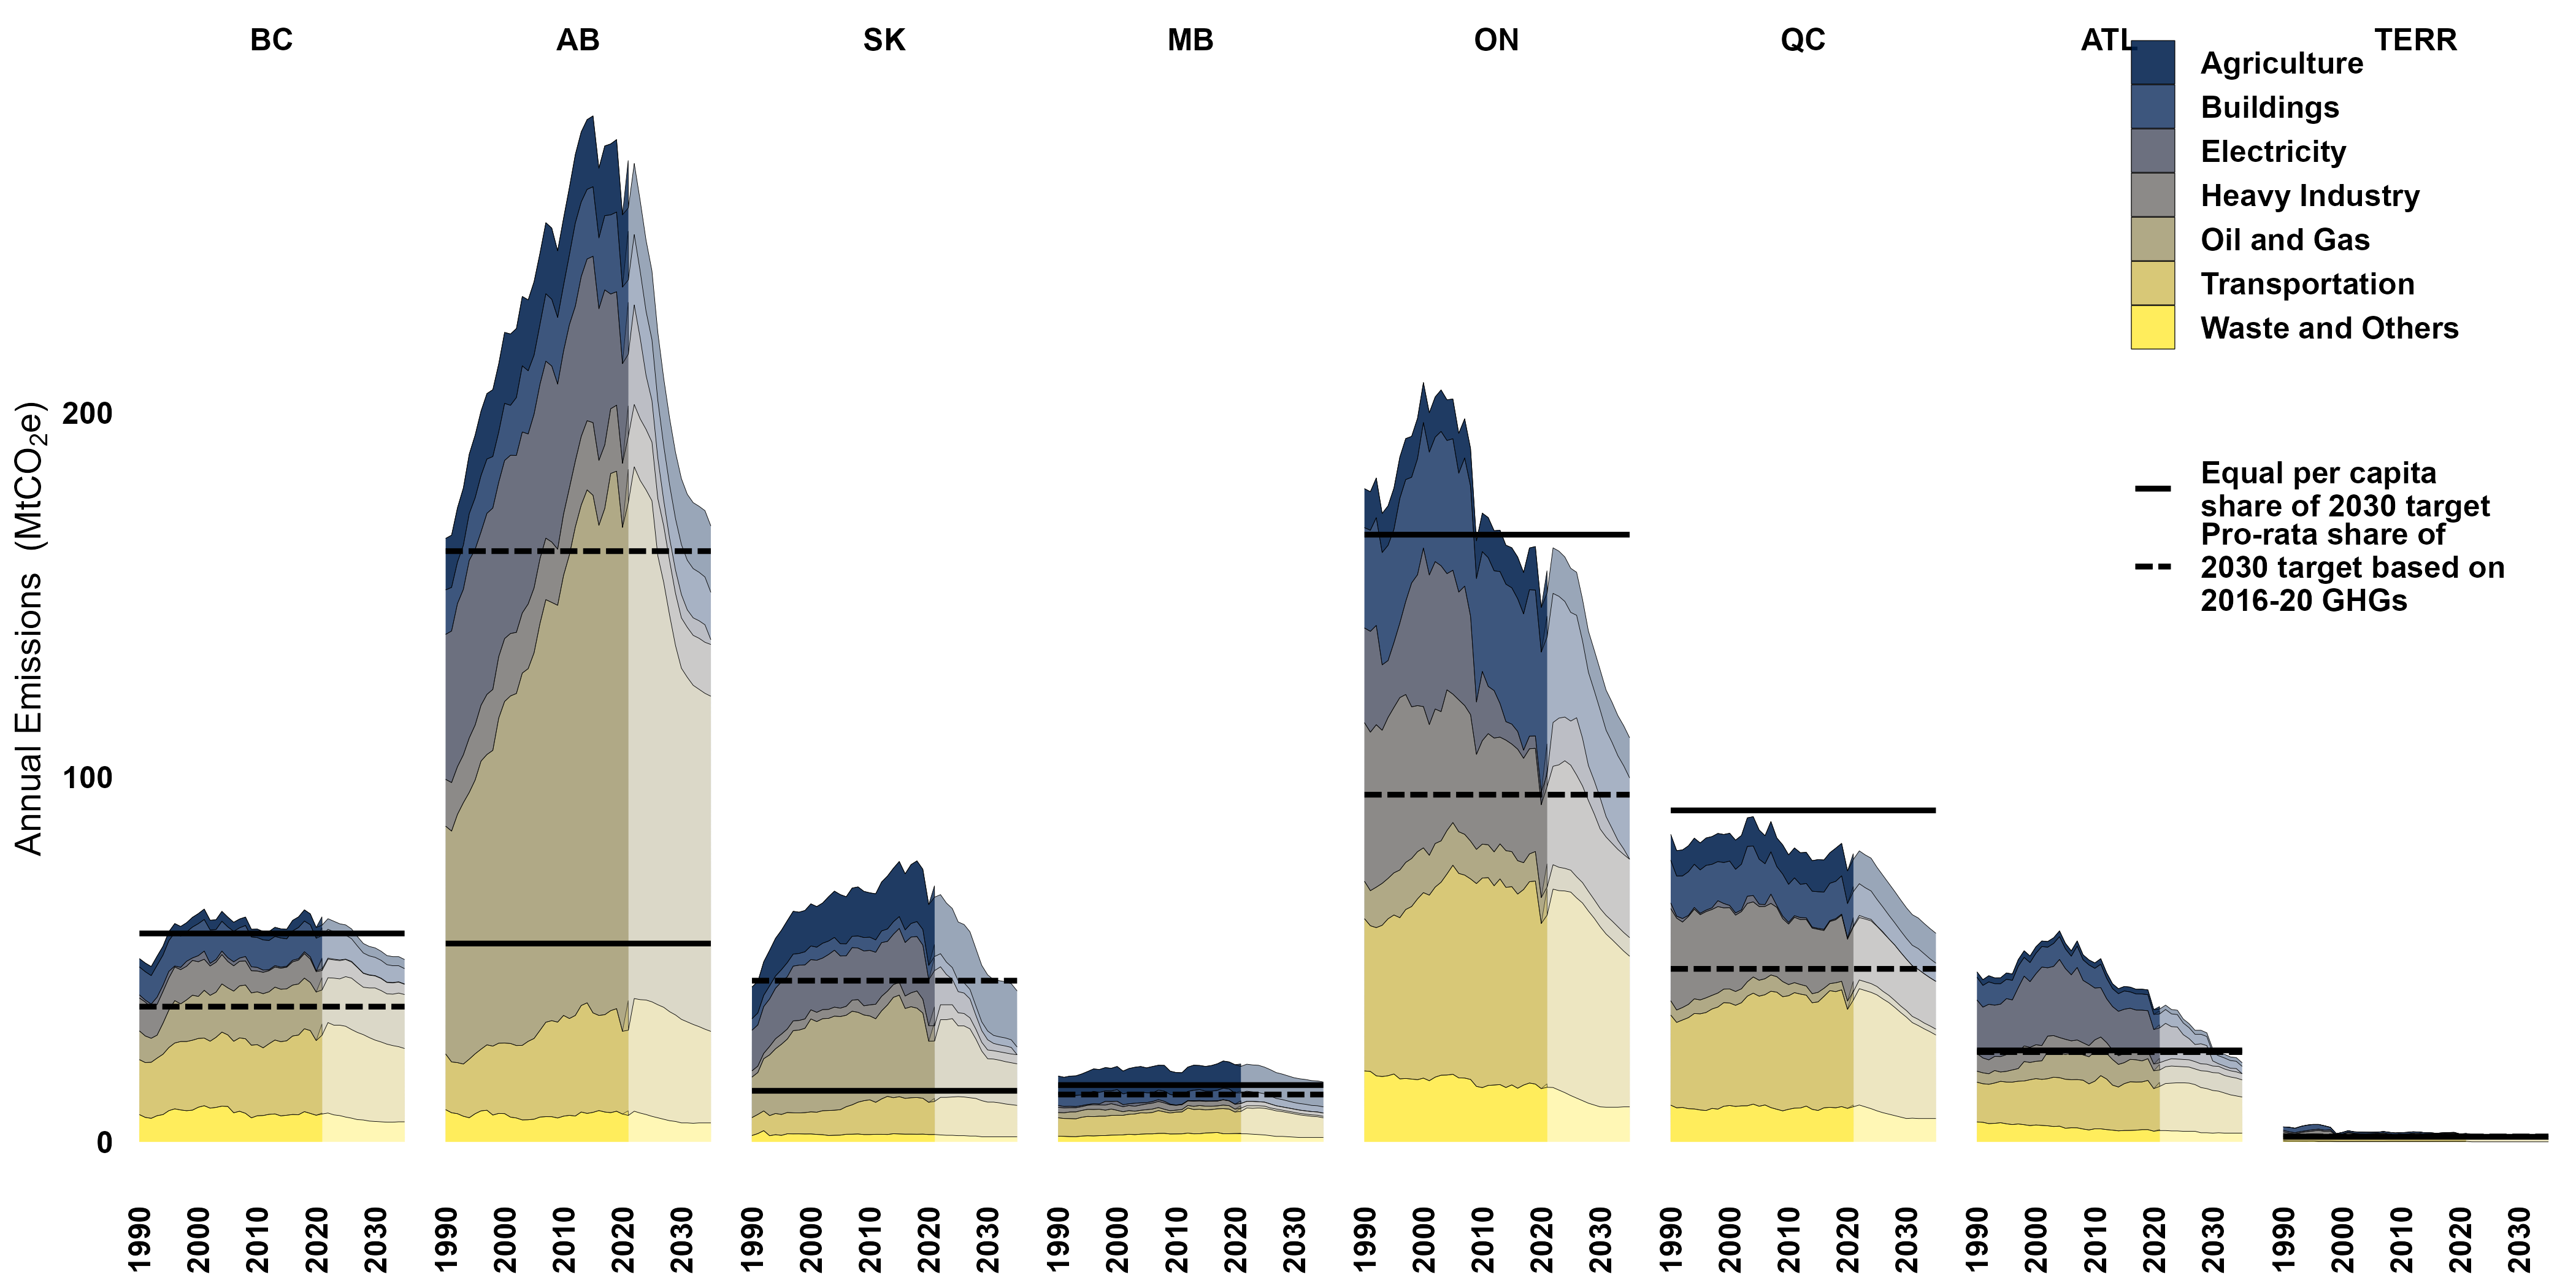 BC AB SK MB ON QC ATL TERR
Agriculture
Buildings
Electricity
Heavy Industry
Oil and Gas
Transportation
Waste and Others
Equal per capita
share of 2030 target
Pro-rata share of
2030 target based on
2016-20 GHGs
Annual Emissions (MtCO₂e)
200
100
0
1990 2000 2010 2020 2030 1990 2000 2010 2020 2030 1990 2000 2010 2020 2030 1990 2000 2010 2020 2030 1990 2000 2010 2020 2030 1990 2000 2010 2020 2030 1990 2000 2010 2020 2030 1990 2000 2010 2020 2030